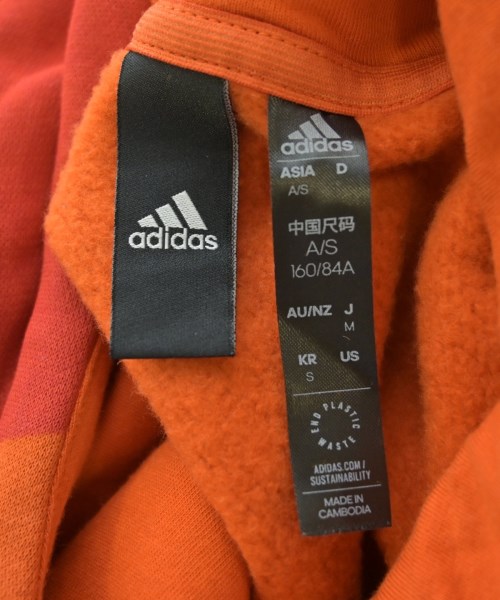 adidas
adidas
ASIA D
A/S
中国尺码
A/S
160/84A
AU/NZ J
M
KR US
S
END PLASTIC WASTE
ADIDAS.COM/
SUSTAINABILITY
MADE IN
CAMBODIA